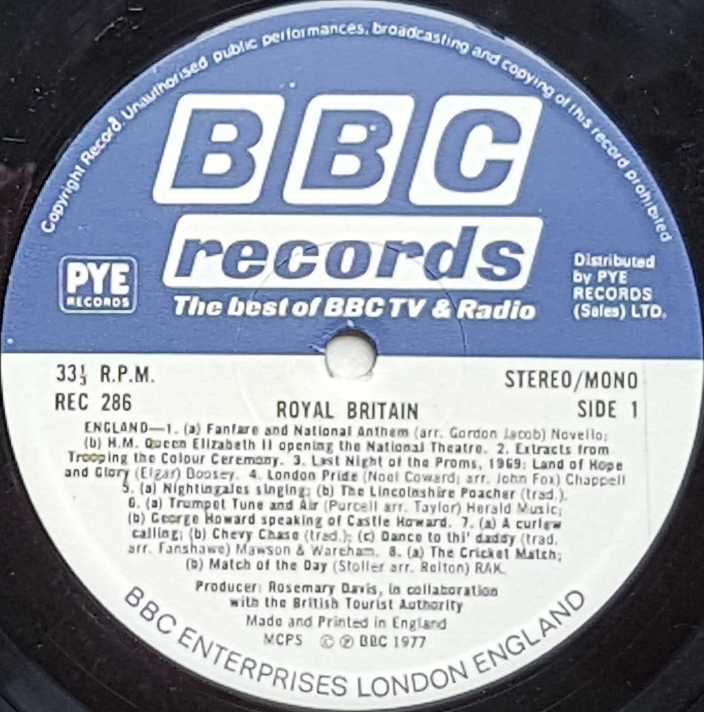 Copyright Record. Unauthorised public performances, broadcasting and copying of this record prohibited
BBC
records
The best of BBC TV & Radio
PYE
RECORDS
Distributed
by PYE
RECORDS
(Sales) LTD.
33⅓ R.P.M.
REC 286
STEREO/MONO
SIDE 1
ROYAL BRITAIN
ENGLAND—1. (a) Fanfare and National Anthem (arr. Gordon Jacob) Novello;
(b) H.M. Queen Elizabeth II opening the National Theatre. 2. Extracts from
Trooping the Colour Ceremony. 3. Last Night of the Proms, 1969: Land of Hope
and Glory (Elgar) Boosey. 4. London Pride (Noel Coward; arr. John Fox) Chappell
5. (a) Nightingales singing; (b) The Lincolnshire Poacher (trad.).
6. (a) Trumpet Tune and Air (Purcell arr. Taylor) Herald Music;
(b) George Howard speaking of Castle Howard. 7. (a) A curlew
calling; (b) Chevy Chase (trad.); (c) Dance to thi' daddy (trad.
arr. Fanshawe) Mawson & Wareham. 8. (a) The Cricket Match;
(b) Match of the Day (Stoller arr. Relton) RAK.
Producer: Rosemary Davis, in collaboration
with the British Tourist Authority
Made and Printed in England
MCPS © ℗ BBC 1977
BBC ENTERPRISES LONDON ENGLAND